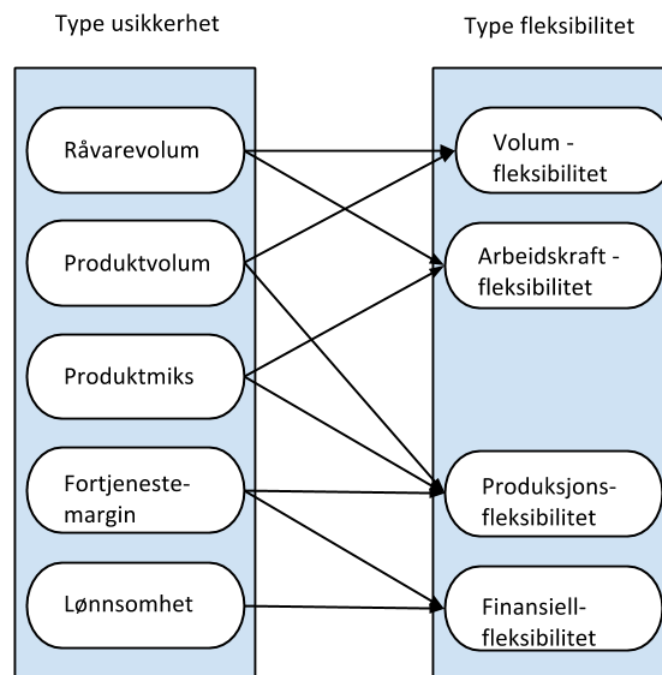 Type usikkerhet
Type fleksibilitet
Råvarevolum
Produktvolum
Produktmiks
Fortjeneste-
margin
Lønnsomhet
Volum -
fleksibilitet
Arbeidskraft -
fleksibilitet
Produksjons-
fleksibilitet
Finansiell-
fleksibilitet